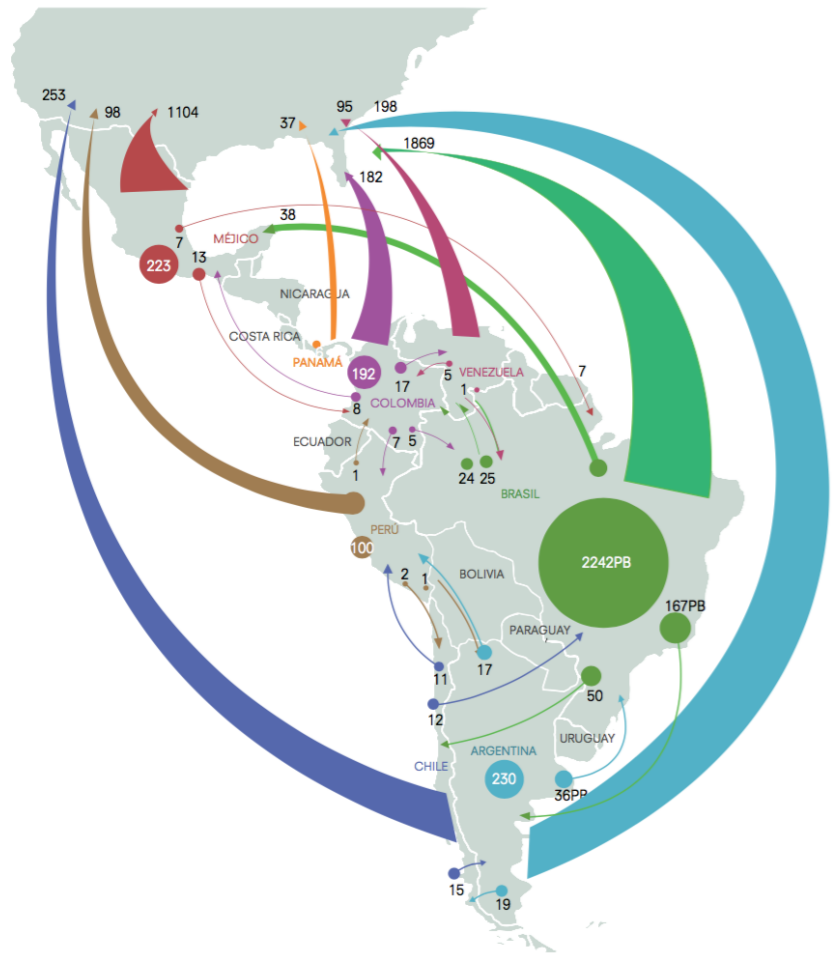 253
98
1104
37
95
198
1869
182
38
7
MÉJICO
13
223
NICARAGUA
COSTA RICA
PANAMÁ
192
17
5
VENEZUELA
7
1
8
COLOMBIA
ECUADOR
7
5
1
24
25
BRASIL
PERÚ
100
2242PB
2
1
BOLIVIA
167PB
PARAGUAY
11
17
50
12
URUGUAY
ARGENTINA
CHILE
230
36PB
15
19